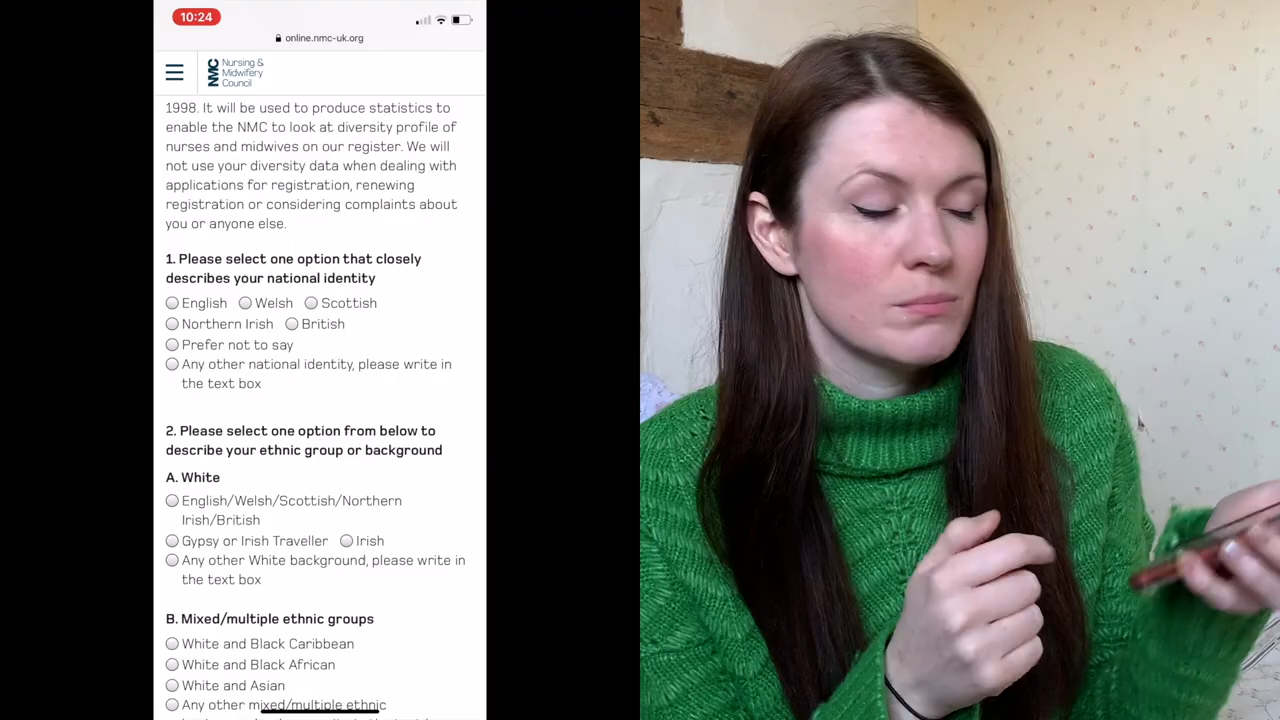 10:24
online.nmc-uk.org
NMC
Nursing &
Midwifery
Council
1998. It will be used to produce statistics to
enable the NMC to look at diversity profile of
nurses and midwives on our register. We will
not use your diversity data when dealing with
applications for registration, renewing
registration or considering complaints about
you or anyone else.
1. Please select one option that closely
describes your national identity
English Welsh Scottish
Northern Irish British
Prefer not to say
Any other national identity, please write in
the text box
2. Please select one option from below to
describe your ethnic group or background
A. White
English/Welsh/Scottish/Northern
Irish/British
Gypsy or Irish Traveller Irish
Any other White background, please write in
the text box
B. Mixed/multiple ethnic groups
White and Black Caribbean
White and Black African
White and Asian
Any other mixed/multiple ethnic